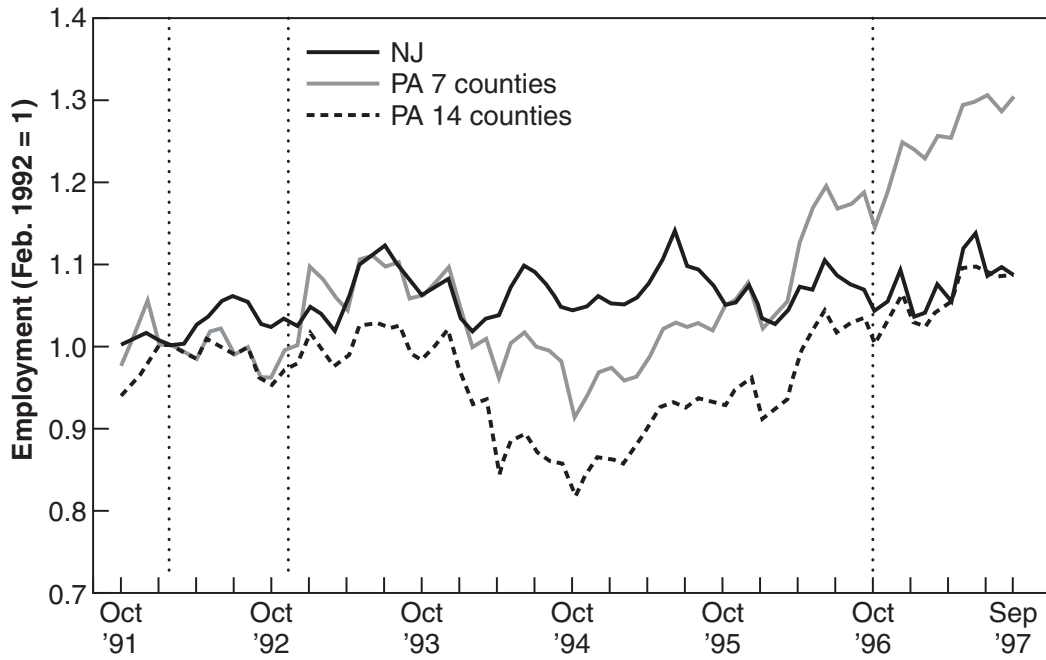 Employment (Feb. 1992 = 1)
1.4
1.3
1.2
1.1
1.0
0.9
0.8
0.7
NJ
PA 7 counties
PA 14 counties
Oct Oct Oct Oct Oct Oct Sep
’91 ’92 ’93 ’94 ’95 ’96 ’97